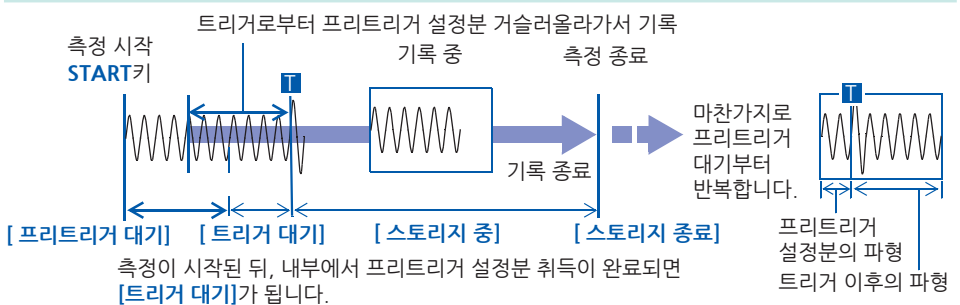 트리거로부터 프리트리거 설정분 거슬러올라가서 기록
측정 시작
START키
기록 중
측정 종료
T
기록 종료
마찬가지로
프리트리거
대기부터
반복합니다.
T
[ 프리트리거 대기]
[ 트리거 대기]
[ 스토리지 중]
[ 스토리지 종료]
프리트리거
설정분의 파형
트리거 이후의 파형
측정이 시작된 뒤, 내부에서 프리트리거 설정분 취득이 완료되면
[트리거 대기]가 됩니다.